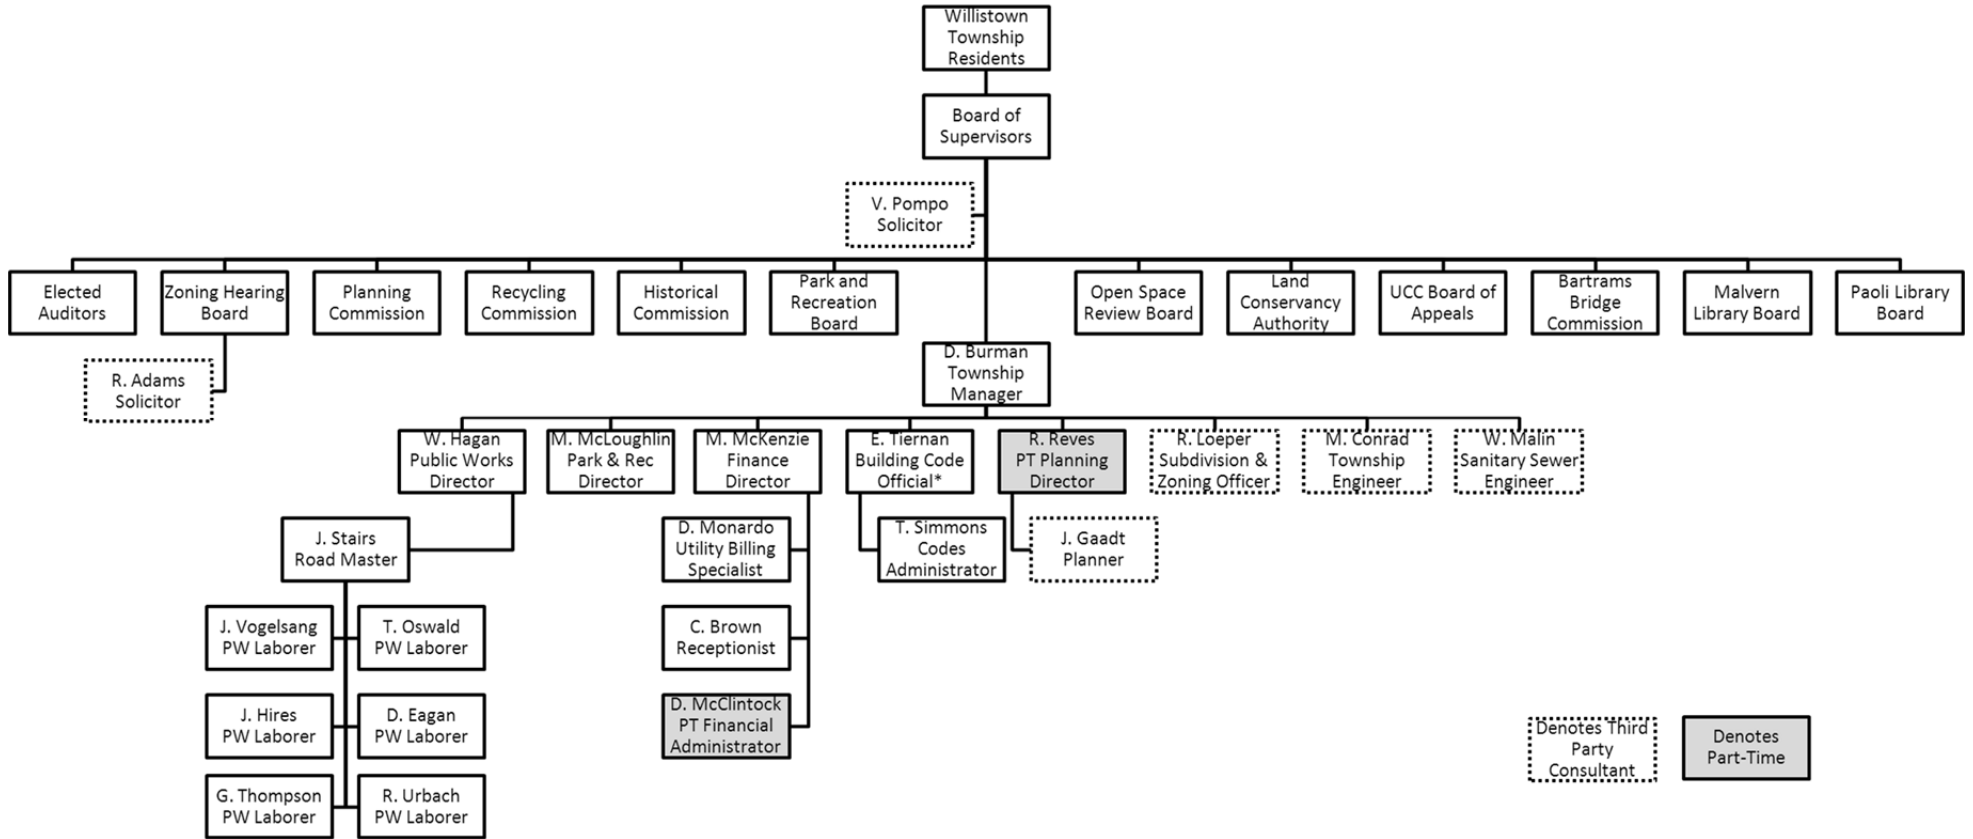 Willistown
Township
Residents
Board of
Supervisors
V. Pompo
Solicitor
Elected
Auditors
Zoning Hearing
Board
Planning
Commission
Recycling
Commission
Historical
Commission
Park and
Recreation
Board
Open Space
Review Board
Land
Conservancy
Authority
UCC Board of
Appeals
Bartrams
Bridge
Commission
Malvern
Library Board
Paoli Library
Board
R. Adams
Solicitor
D. Burman
Township
Manager
W. Hagan
Public Works
Director
M. McLoughlin
Park & Rec
Director
M. McKenzie
Finance
Director
E. Tiernan
Building Code
Official*
R. Reves
PT Planning
Director
R. Loeper
Subdivision &
Zoning Officer
M. Conrad
Township
Engineer
W. Malin
Sanitary Sewer
Engineer
J. Stairs
Road Master
D. Monardo
Utility Billing
Specialist
T. Simmons
Codes
Administrator
J. Gaadt
Planner
J. Vogelsang
PW Laborer
T. Oswald
PW Laborer
C. Brown
Receptionist
J. Hires
PW Laborer
D. Eagan
PW Laborer
D. McClintock
PT Financial
Administrator
G. Thompson
PW Laborer
R. Urbach
PW Laborer
Denotes Third
Party
Consultant
Denotes
Part-Time